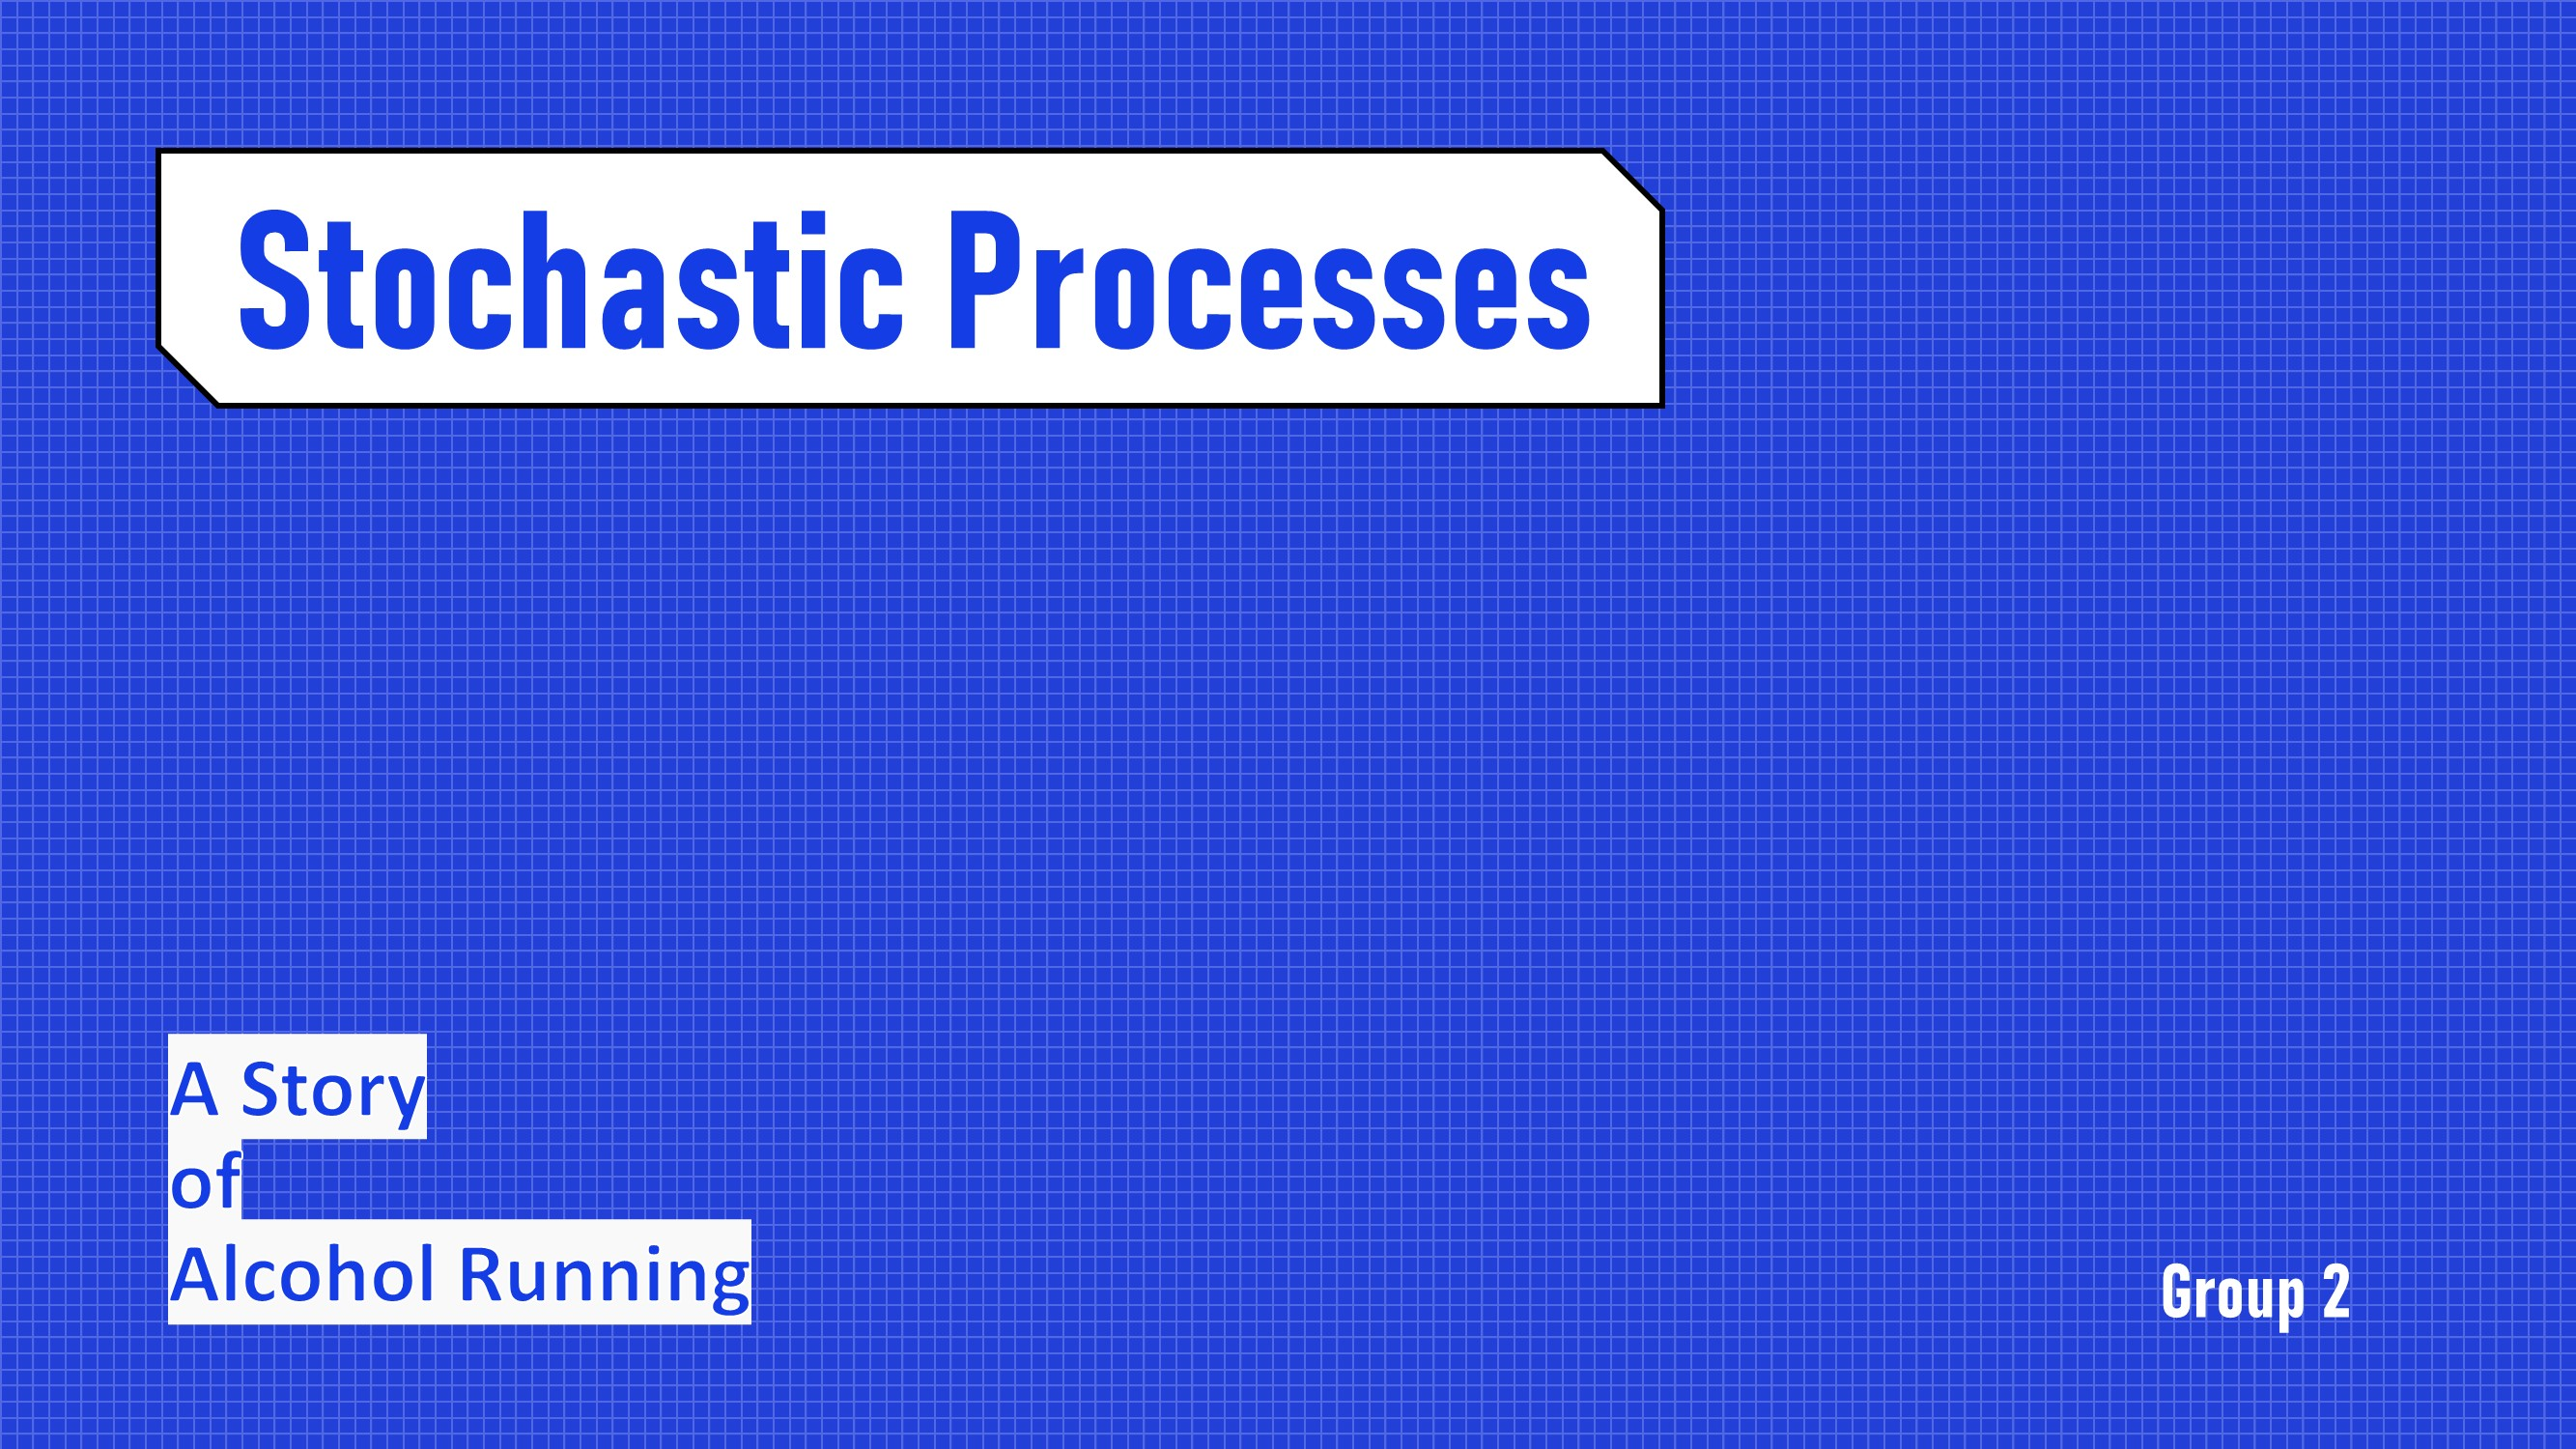 Stochastic Processes
A Story
of
Alcohol Running
Group 2